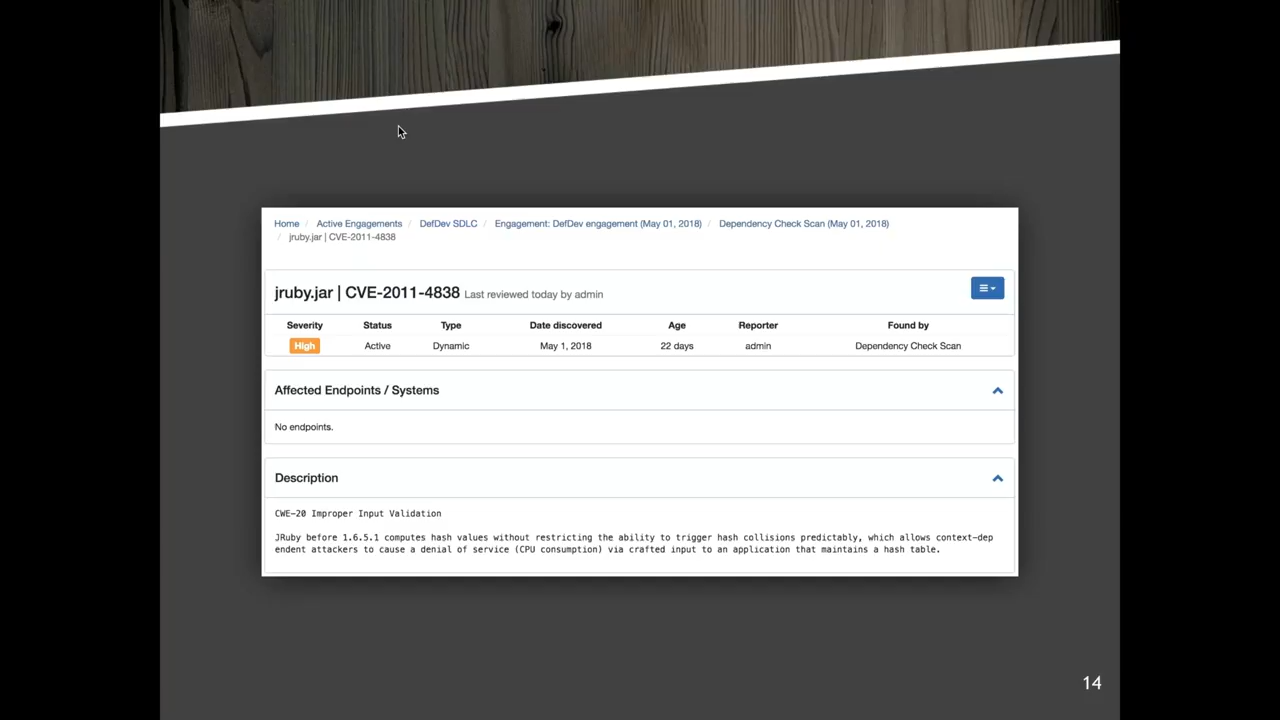 Home / Active Engagements / DefDev SDLC / Engagement: DefDev engagement (May 01, 2018) / Dependency Check Scan (May 01, 2018)
/ jruby.jar | CVE-2011-4838
jruby.jar | CVE-2011-4838 Last reviewed today by admin
Severity Status Type Date discovered Age Reporter Found by
High Active Dynamic May 1, 2018 22 days admin Dependency Check Scan
Affected Endpoints / Systems
No endpoints.
Description
CWE-20 Improper Input Validation
JRuby before 1.6.5.1 computes hash values without restricting the ability to trigger hash collisions predictably, which allows context-dep
endent attackers to cause a denial of service (CPU consumption) via crafted input to an application that maintains a hash table.
14